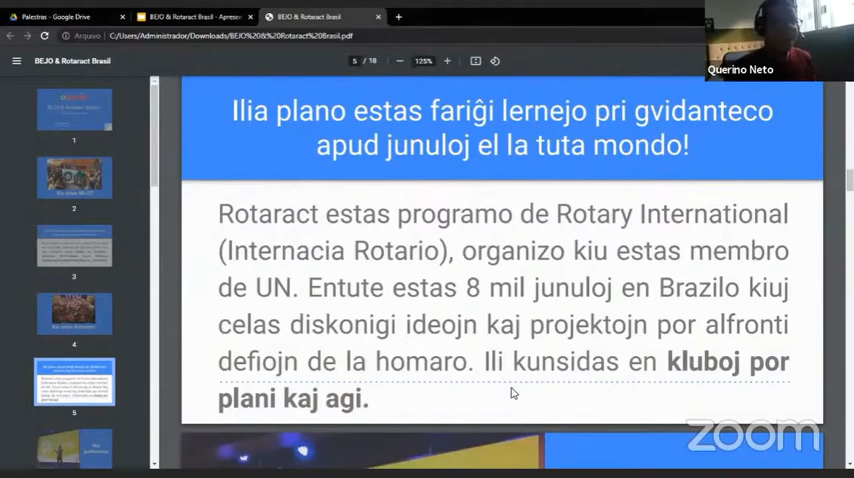 Palestras - Google Drive
BEJO & Rotaract Brasil - Apresen
BEJO & Rotaract Brasil
Arquivo
C:/Users/Administrador/Downloads/BEJO%20&%20Rotaract%20Brasil.pdf
BEJO & Rotaract Brasil
5 / 18
125%
Querino Neto
1
2
3
4
5
Ilia plano estas fariĝi lernejo pri gvidanteco
apud junuloj el la tuta mondo!
Rotaract estas programo de Rotary International
(Internacia Rotario), organizo kiu estas membro
de UN. Entute estas 8 mil junuloj en Brazilo kiuj
celas diskonigi ideojn kaj projektojn por alfronti
defiojn de la homaro. Ili kunsidas en kluboj por
plani kaj agi.
zoom